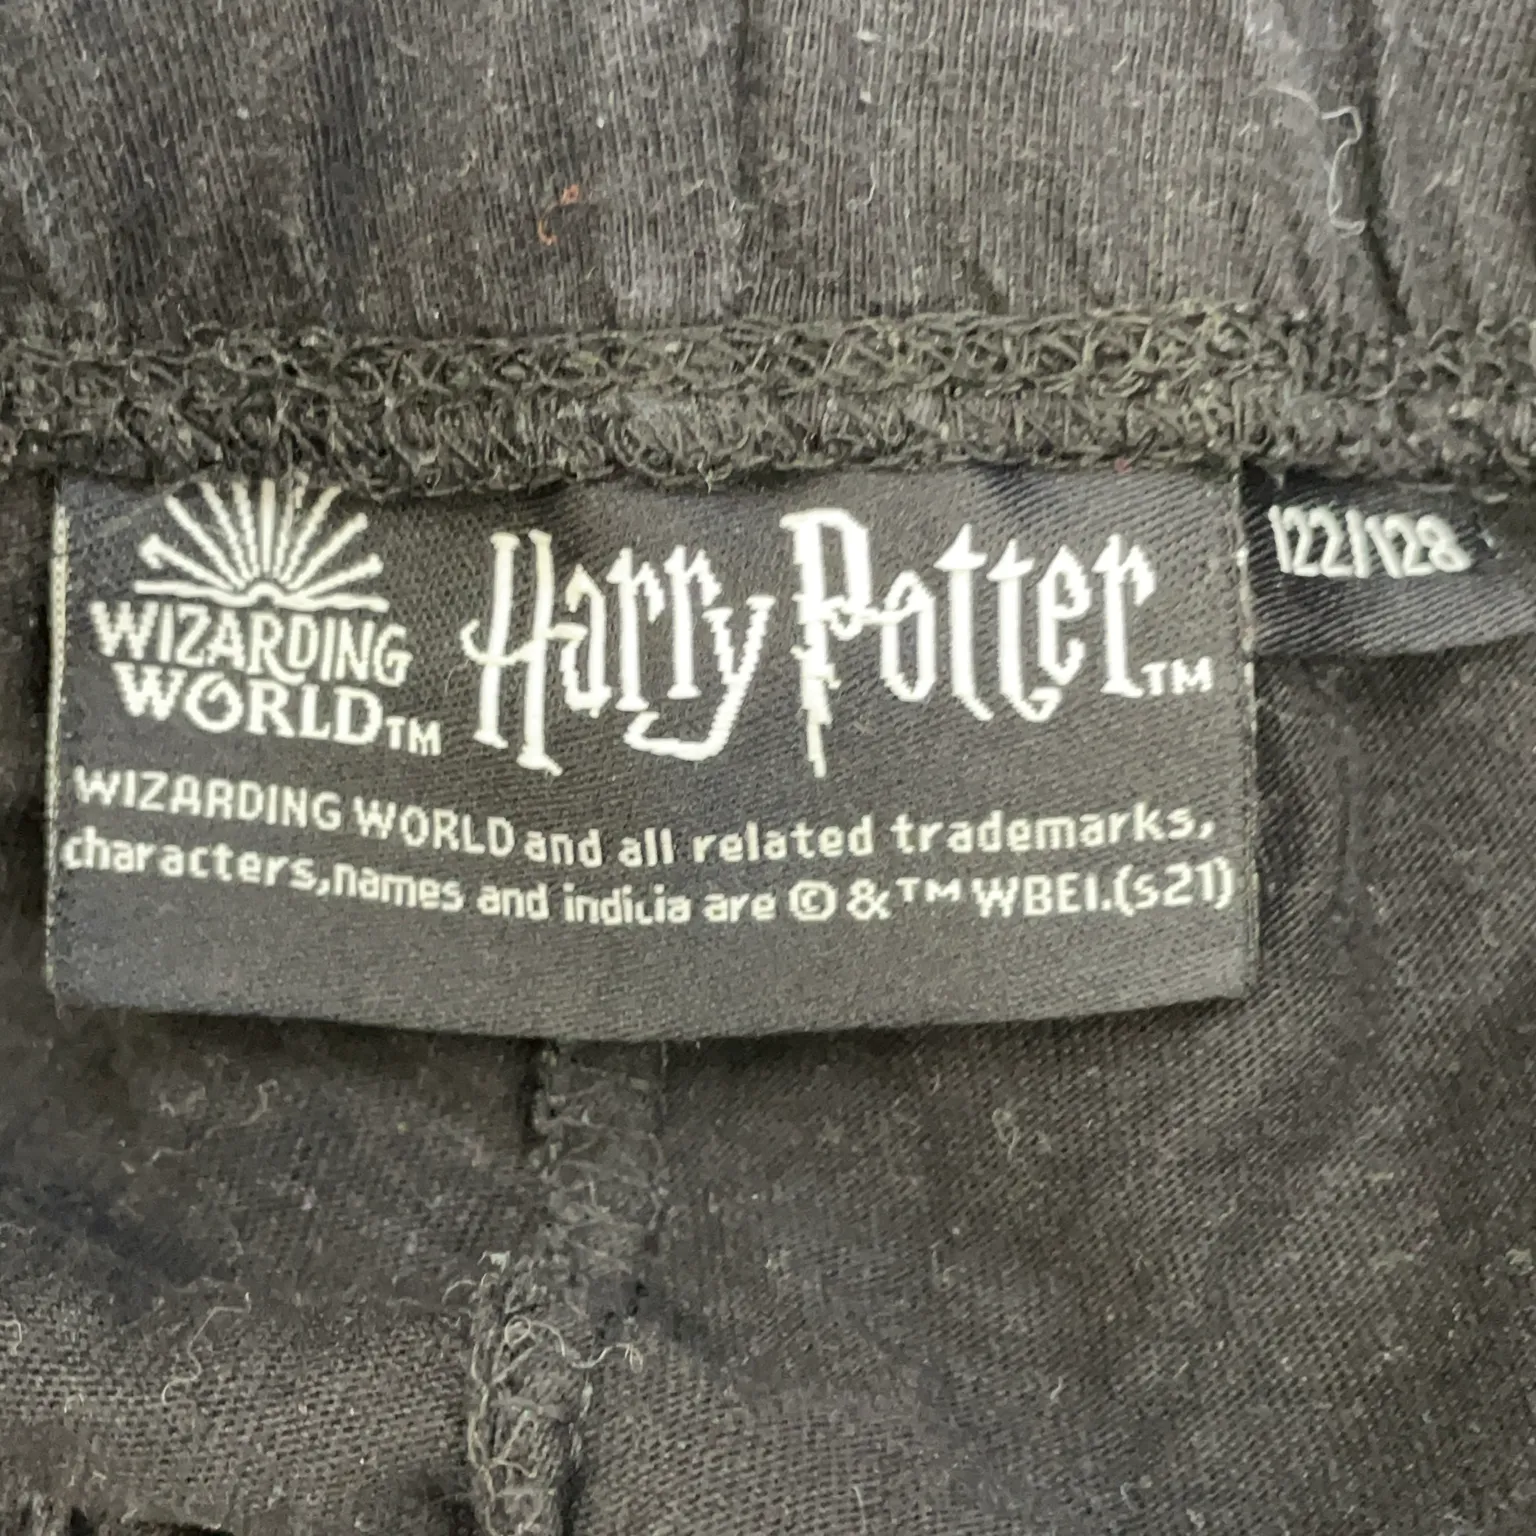 WIZARDING
WORLD™
Harry Potter™
122/128
WIZARDING WORLD and all related trademarks,
characters,names and indicia are © & ™ WBEI.(s21)